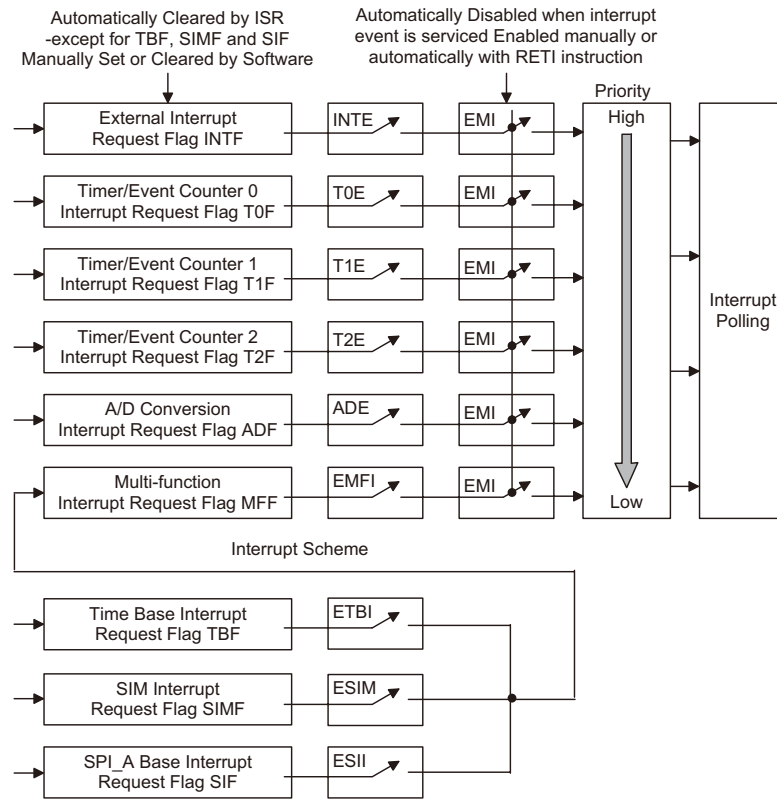 Automatically Cleared by ISR
-except for TBF, SIMF and SIF
Manually Set or Cleared by Software
Automatically Disabled when interrupt
event is serviced Enabled manually or
automatically with RETI instruction
Priority
External Interrupt
Request Flag INTF
INTE
EMI
High
Timer/Event Counter 0
Interrupt Request Flag T0F
T0E
EMI
Timer/Event Counter 1
Interrupt Request Flag T1F
T1E
EMI
Interrupt
Polling
Timer/Event Counter 2
Interrupt Request Flag T2F
T2E
EMI
A/D Conversion
Interrupt Request Flag ADF
ADE
EMI
Multi-function
Interrupt Request Flag MFF
EMFI
EMI
Low
Interrupt Scheme
Time Base Interrupt
Request Flag TBF
ETBI
SIM Interrupt
Request Flag SIMF
ESIM
SPI_A Base Interrupt
Request Flag SIF
ESII